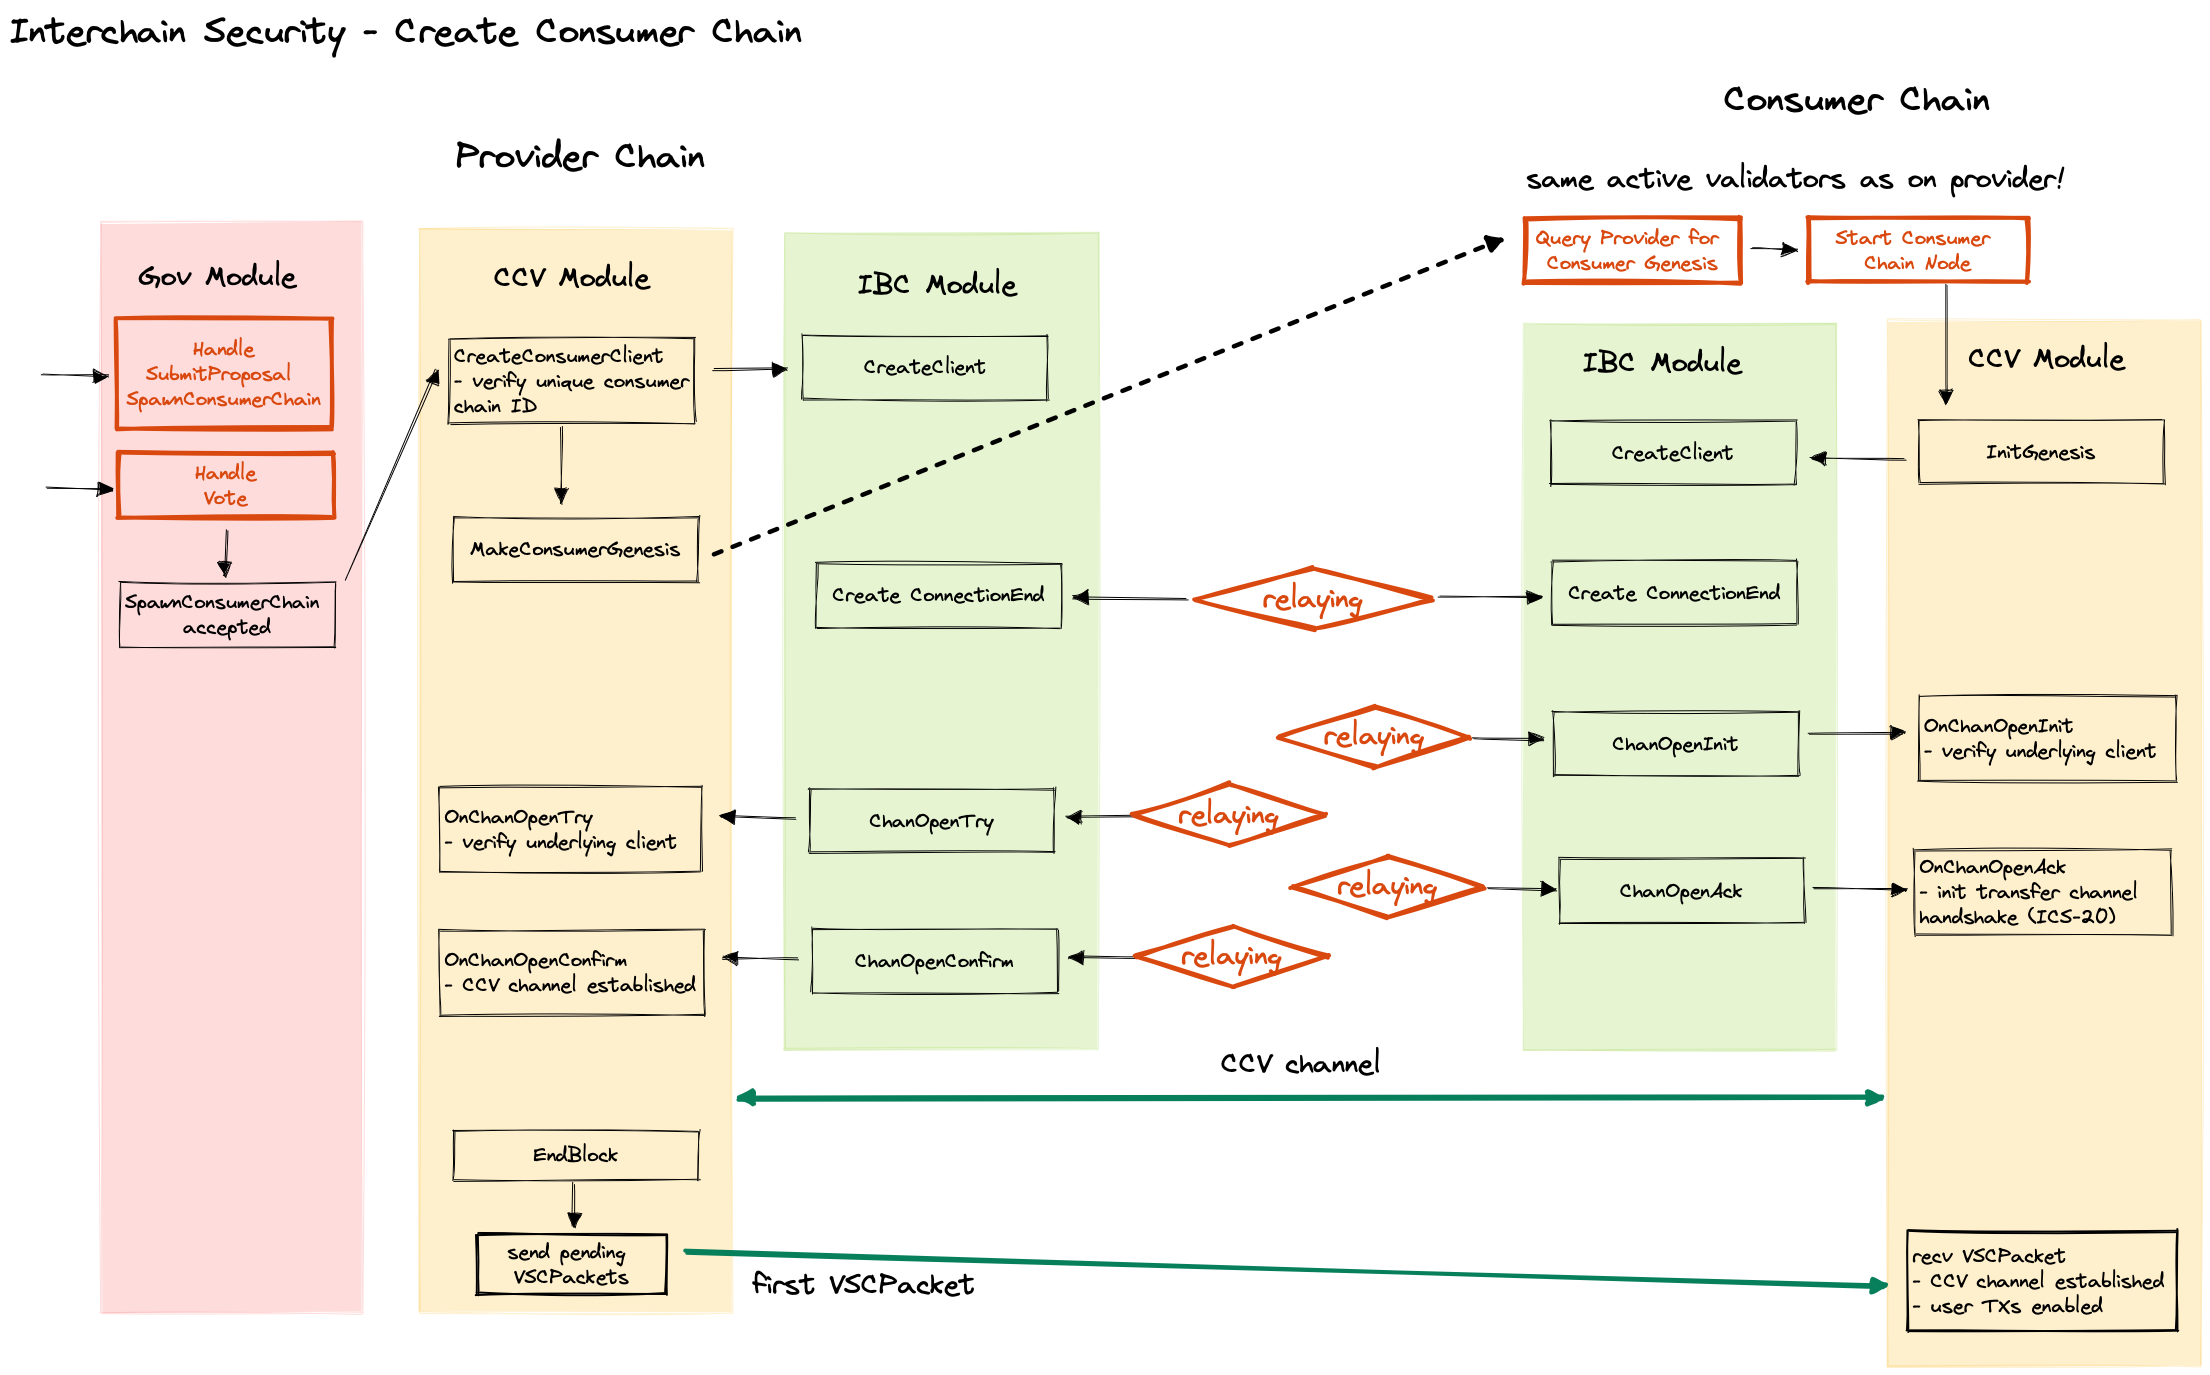 Interchain Security - Create Consumer Chain
Consumer Chain
Provider Chain
same active validators as on provider!
Gov Module
Handle
SubmitProposal
SpawnConsumerChain
Handle
Vote
SpawnConsumerChain
accepted
CCV Module
CreateConsumerClient
- verify unique consumer
chain ID
MakeConsumerGenesis
OnChanOpenTry
- verify underlying client
OnChanOpenConfirm
- CCV channel established
EndBlock
send pending
VSCPackets
IBC Module
CreateClient
Create ConnectionEnd
ChanOpenTry
ChanOpenConfirm
relaying
relaying
relaying
relaying
relaying
CCV channel
first VSCPacket
Query Provider for
Consumer Genesis
Start Consumer
Chain Node
IBC Module
CreateClient
Create ConnectionEnd
ChanOpenInit
ChanOpenAck
CCV Module
InitGenesis
OnChanOpenInit
- verify underlying client
OnChanOpenAck
- init transfer channel
handshake (ICS-20)
recv VSCPacket
- CCV channel established
- user TXs enabled